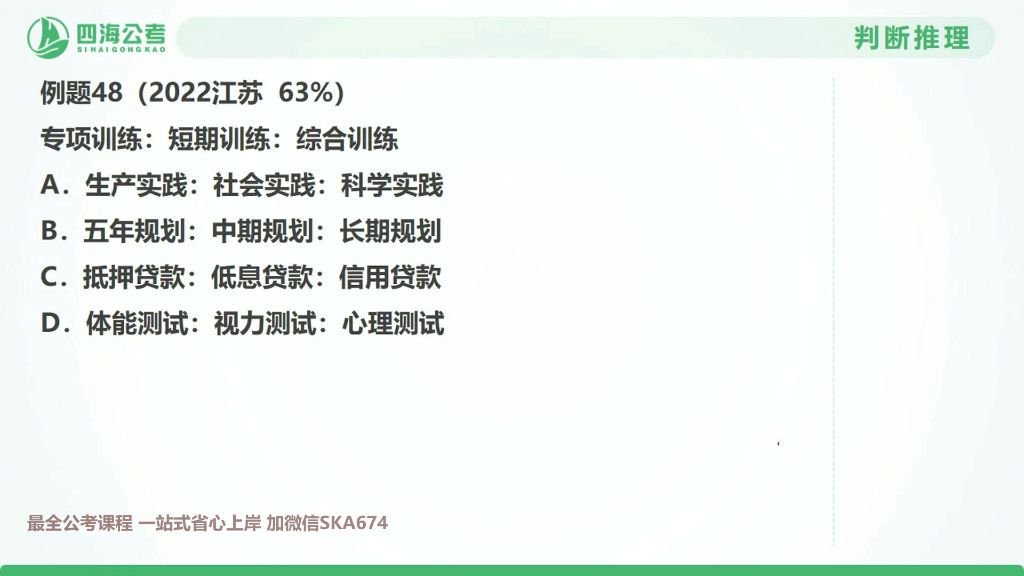 四海公考
SIHAIGONGKAO
判断推理
例题48（2022江苏 63%）
专项训练：短期训练：综合训练
A．生产实践：社会实践：科学实践
B．五年规划：中期规划：长期规划
C．抵押贷款：低息贷款：信用贷款
D．体能测试：视力测试：心理测试
最全公考课程 一站式省心上岸 加微信SKA674